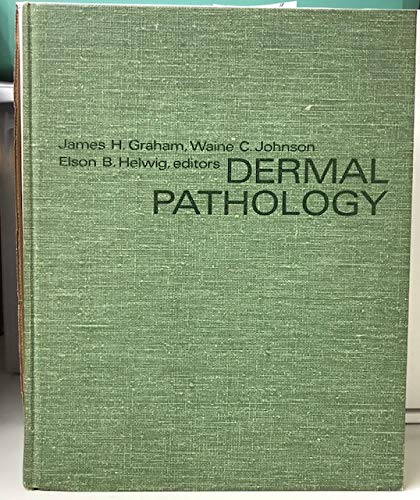 James H. Graham, Waine C. Johnson
Elson B. Helwig, editors DERMAL
PATHOLOGY